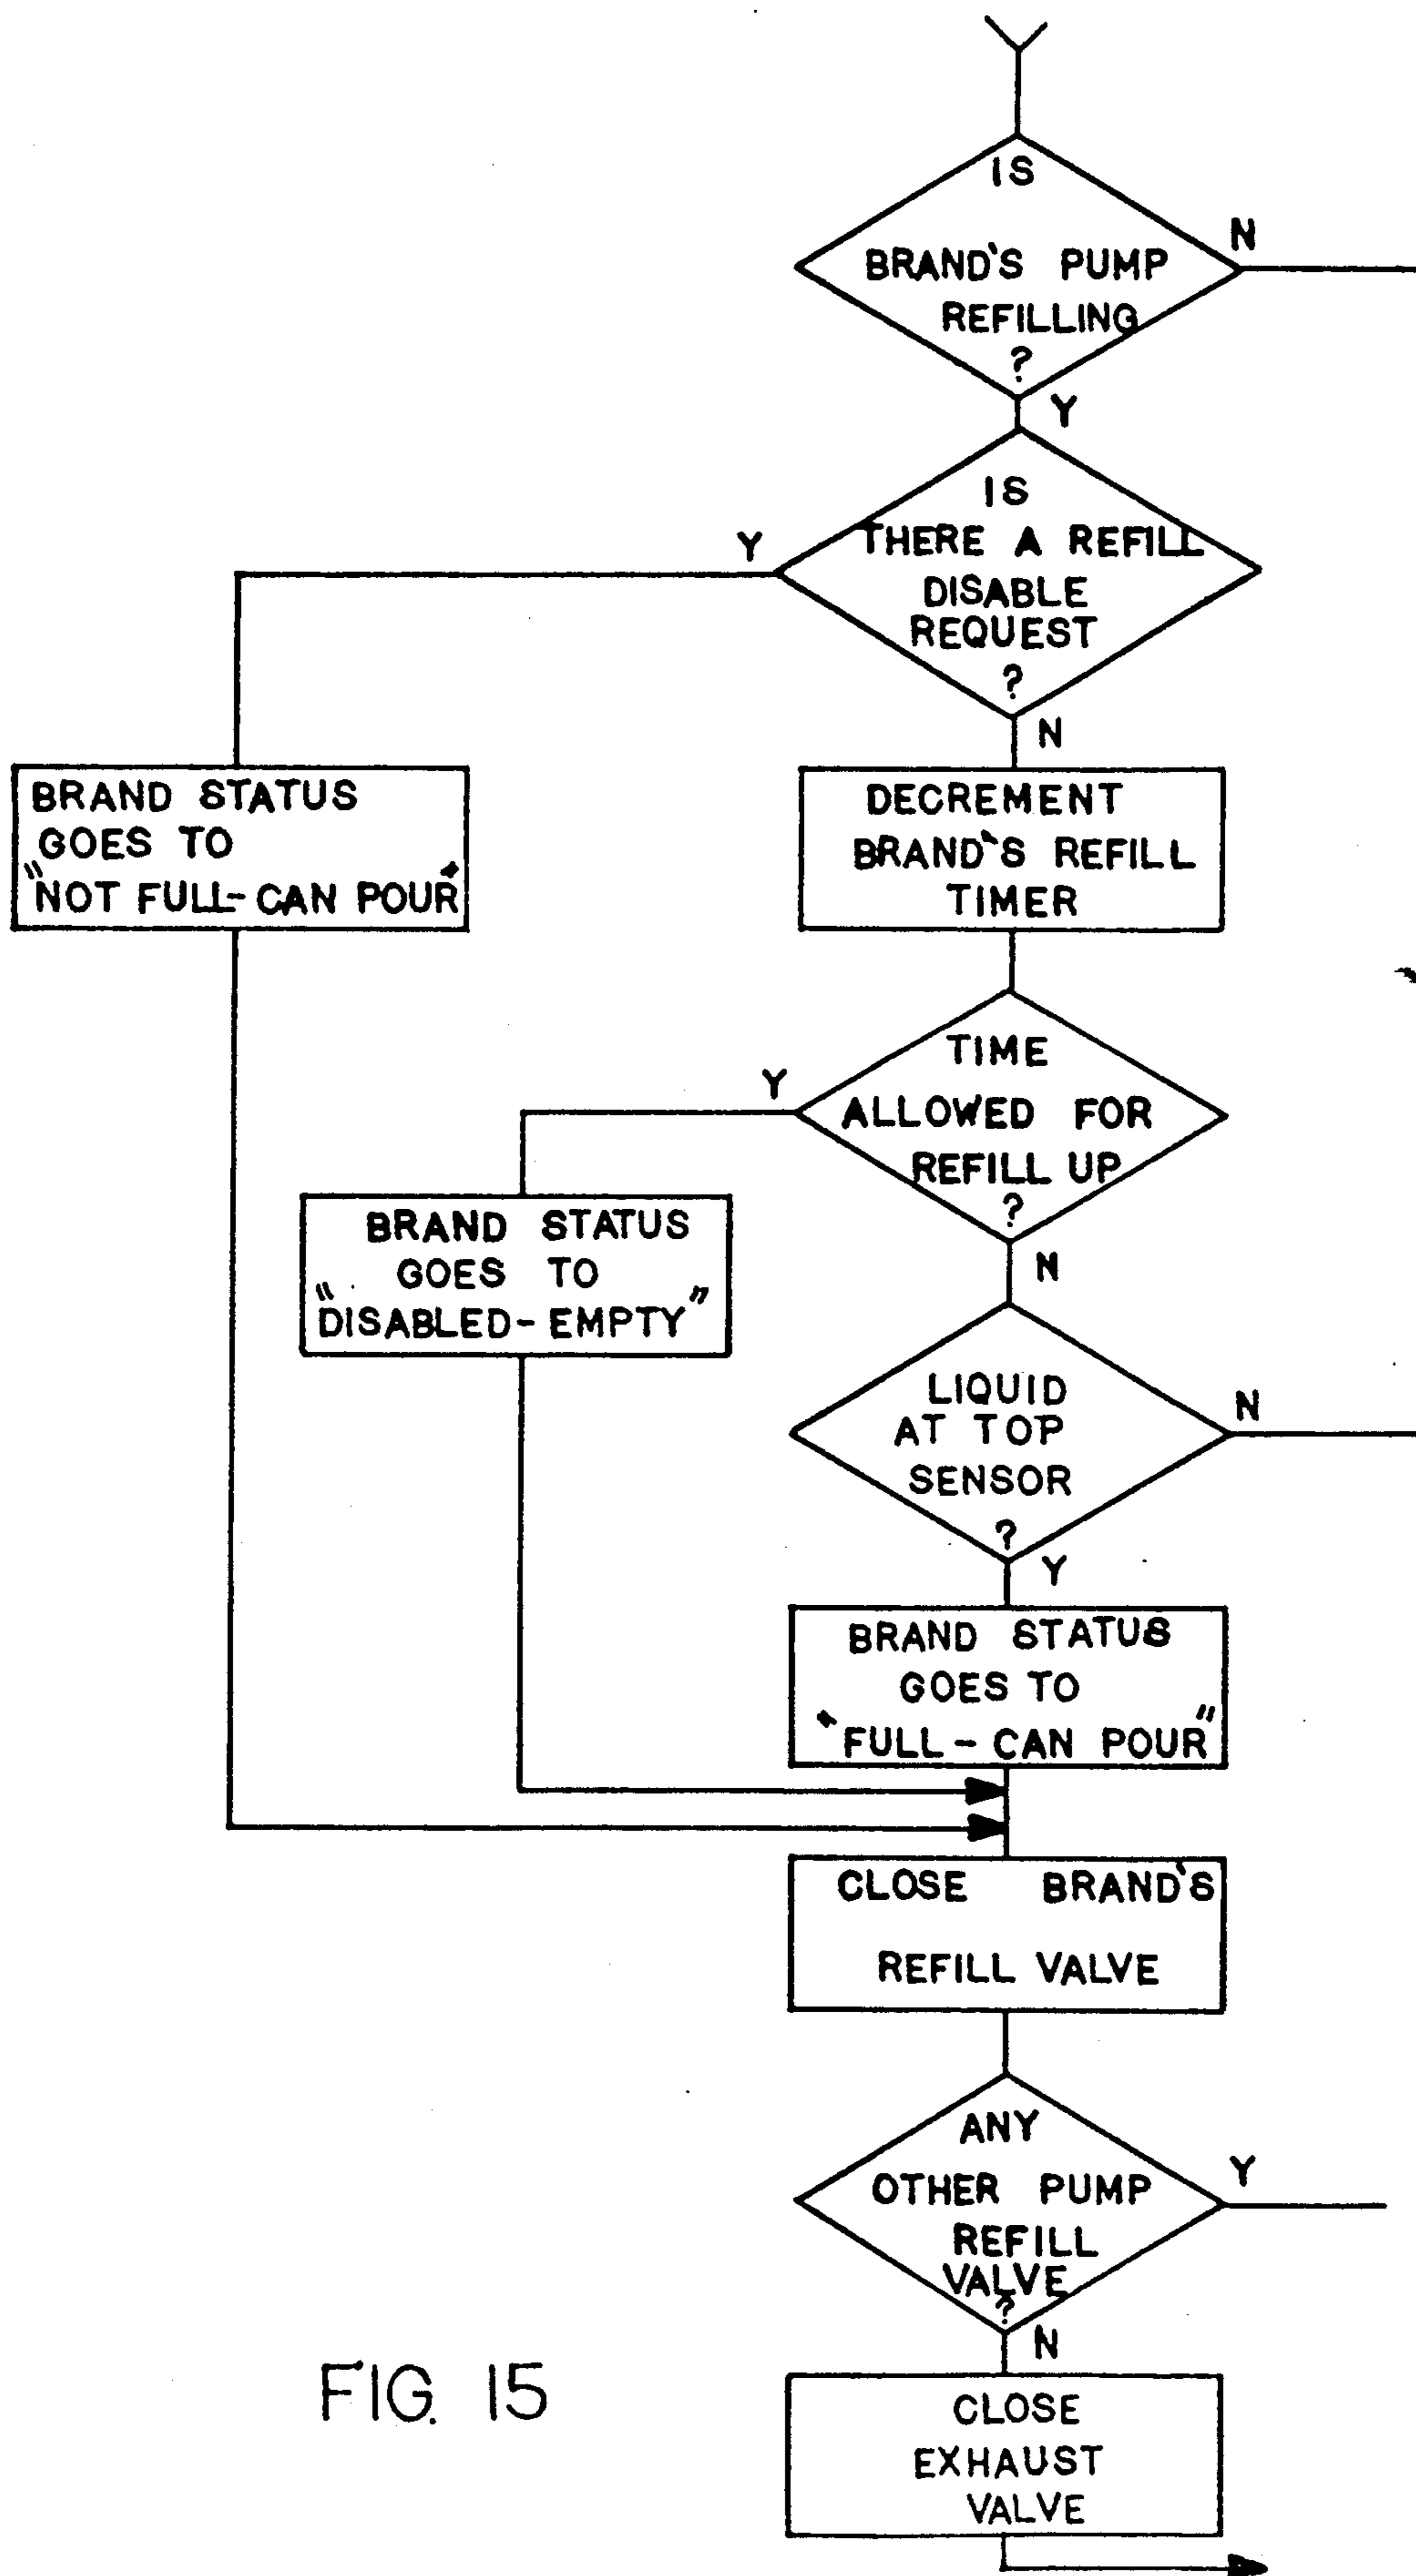 IS
BRAND'S PUMP
REFILLING
?
N
Y
IS
THERE A REFILL
DISABLE
REQUEST
?
Y
N
BRAND STATUS
GOES TO
"NOT FULL-CAN POUR"
DECREMENT
BRAND'S REFILL
TIMER
TIME
ALLOWED FOR
REFILL UP
?
Y
N
BRAND STATUS
GOES TO
"DISABLED-EMPTY"
LIQUID
AT TOP
SENSOR
?
N
Y
BRAND STATUS
GOES TO
"FULL-CAN POUR"
CLOSE BRAND'S
REFILL VALVE
ANY
OTHER PUMP
REFILL
VALVE
?
Y
N
CLOSE
EXHAUST
VALVE
FIG. 15